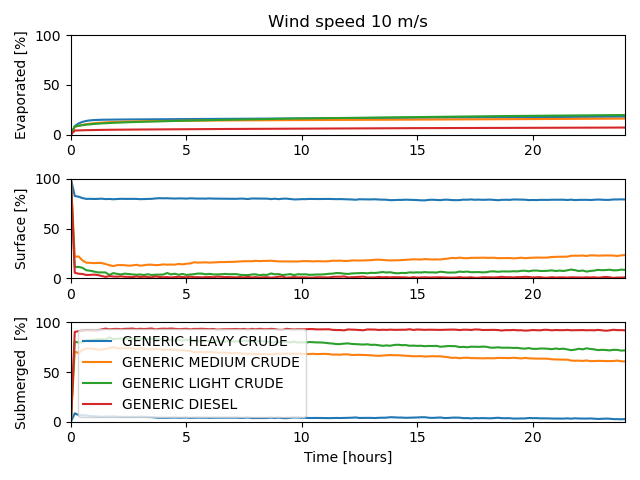 Wind speed 10 m/s
Evaporated [%]
100
50
0
0 5 10 15 20
Surface [%]
100
50
0
0 5 10 15 20
Submerged  [%]
100
50
0
GENERIC HEAVY CRUDE
GENERIC MEDIUM CRUDE
GENERIC LIGHT CRUDE
GENERIC DIESEL
0 5 10 15 20
Time [hours]